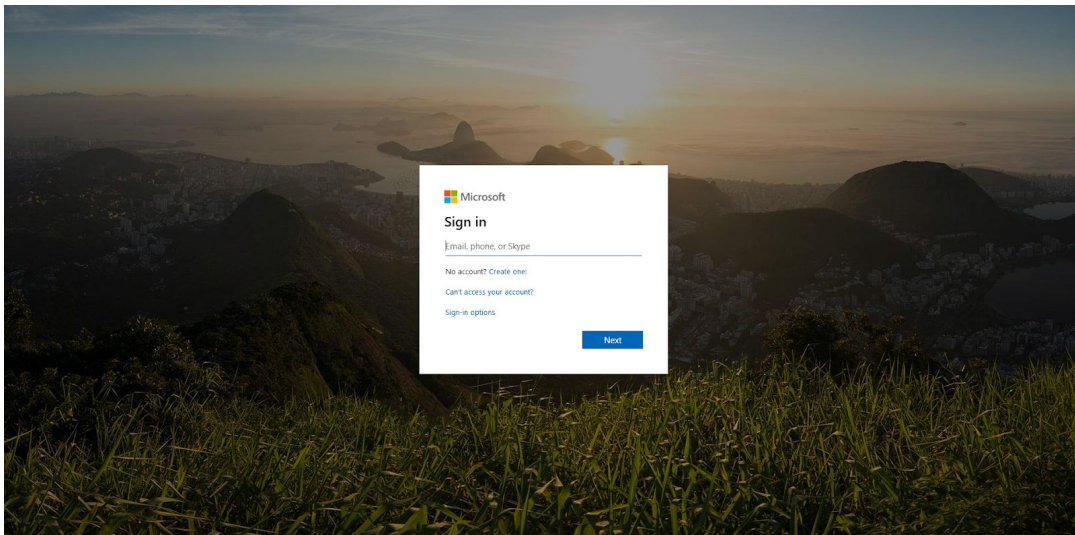 Microsoft
Sign in
Email, phone, or Skype
No account? Create one!
Can't access your account?
Sign-in options
Next